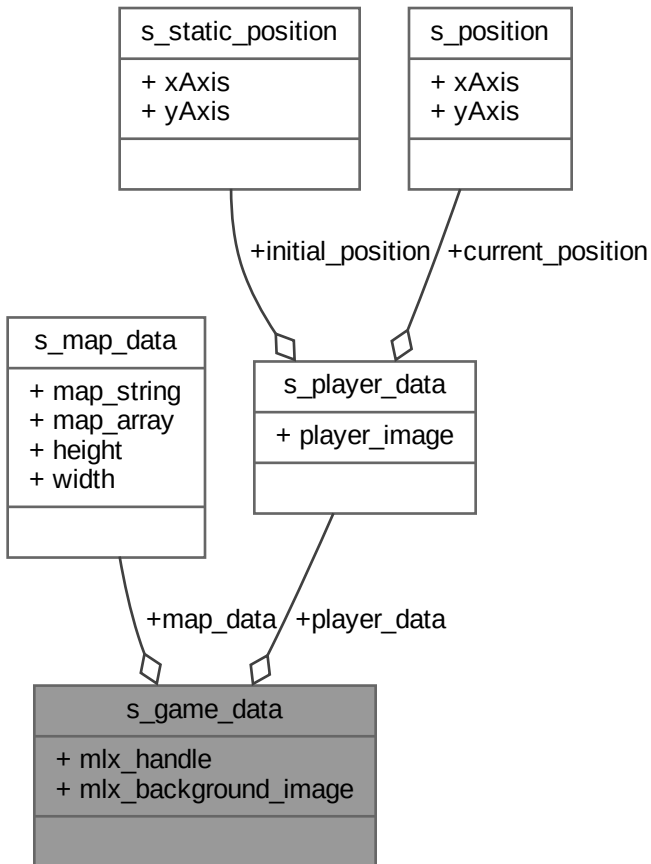 s_static_position
+ xAxis
+ yAxis
s_position
+ xAxis
+ yAxis
+initial_position
+current_position
s_map_data
+ map_string
+ map_array
+ height
+ width
s_player_data
+ player_image
+map_data
+player_data
s_game_data
+ mlx_handle
+ mlx_background_image